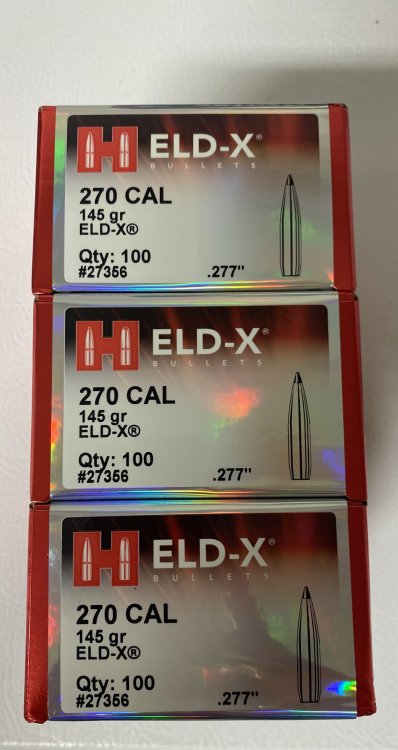 H ELD-X®
BULLETS
270 CAL
145 gr
ELD-X®
Qty: 100
#27356 .277"
H ELD-X®
BULLETS
270 CAL
145 gr
ELD-X®
Qty: 100
#27356 .277"
H ELD-X®
BULLETS
270 CAL
145 gr
ELD-X®
Qty: 100
#27356 .277"